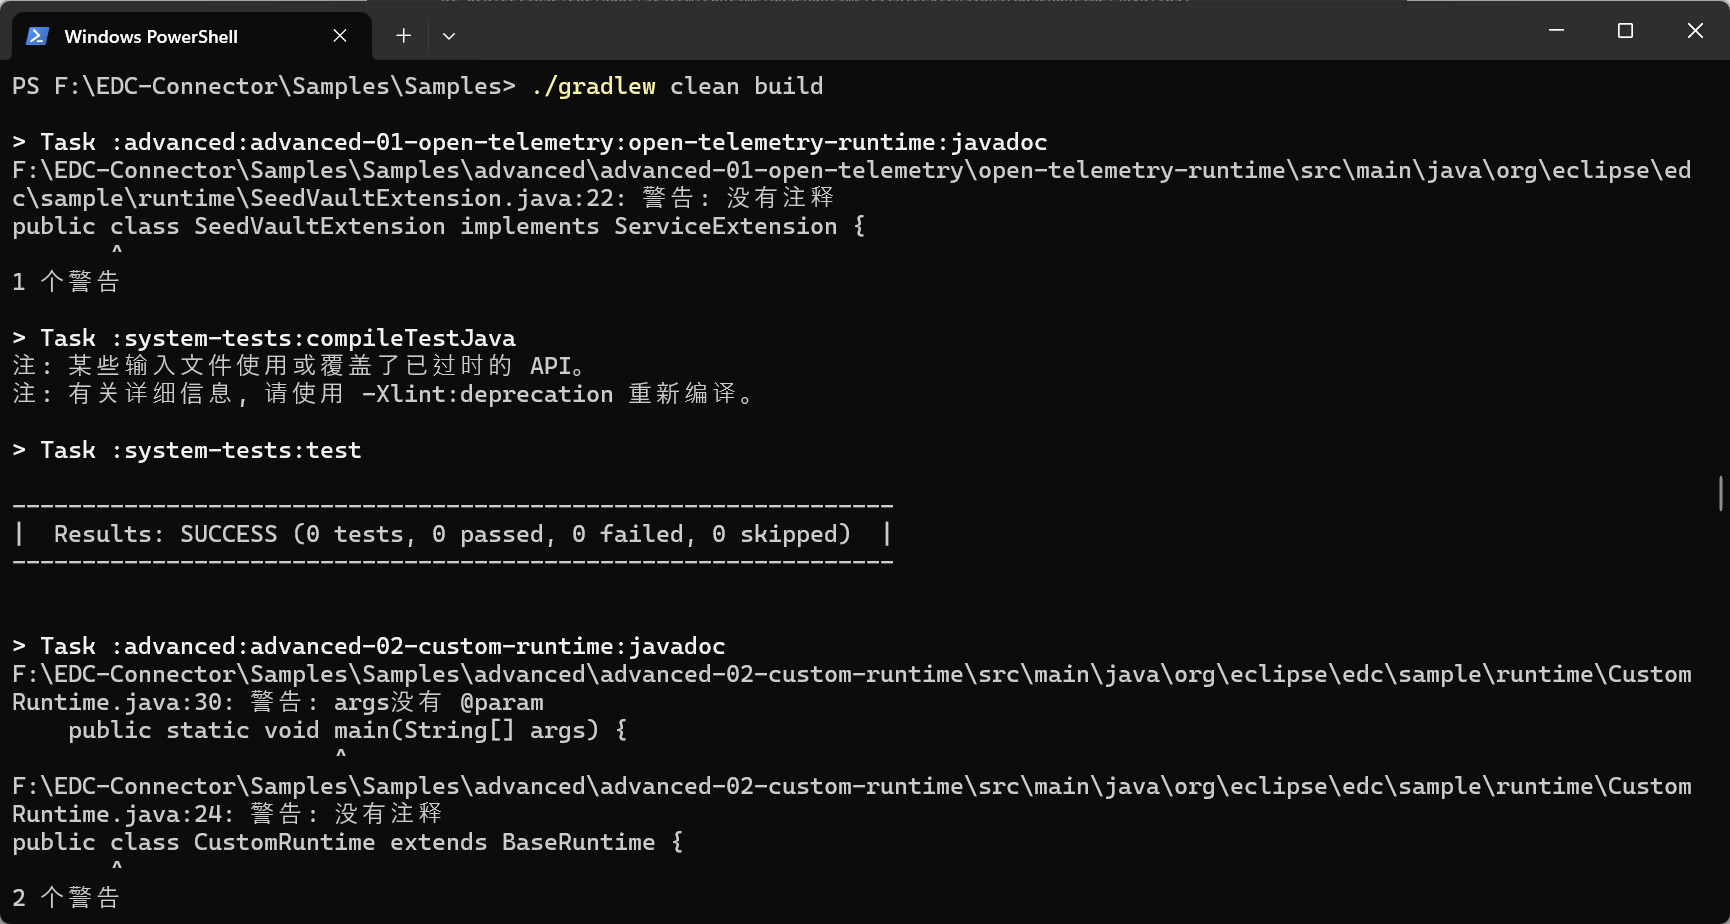 Windows PowerShell
PS F:\EDC-Connector\Samples\Samples> ./gradlew clean build
> Task :advanced:advanced-01-open-telemetry:open-telemetry-runtime:javadoc
F:\EDC-Connector\Samples\Samples\advanced\advanced-01-open-telemetry\open-telemetry-runtime\src\main\java\org\eclipse\ed
c\sample\runtime\SeedVaultExtension.java:22: 警告: 没有注释
public class SeedVaultExtension implements ServiceExtension {
^
1 个警告
> Task :system-tests:compileTestJava
注: 某些输入文件使用或覆盖了已过时的 API。
注: 有关详细信息, 请使用 -Xlint:deprecation 重新编译。
> Task :system-tests:test
---------------------------------------------------------------
|  Results: SUCCESS (0 tests, 0 passed, 0 failed, 0 skipped)  |
---------------------------------------------------------------
> Task :advanced:advanced-02-custom-runtime:javadoc
F:\EDC-Connector\Samples\Samples\advanced\advanced-02-custom-runtime\src\main\java\org\eclipse\edc\sample\runtime\Custom
Runtime.java:30: 警告: args没有 @param
public static void main(String[] args) {
^
F:\EDC-Connector\Samples\Samples\advanced\advanced-02-custom-runtime\src\main\java\org\eclipse\edc\sample\runtime\Custom
Runtime.java:24: 警告: 没有注释
public class CustomRuntime extends BaseRuntime {
^
2 个警告